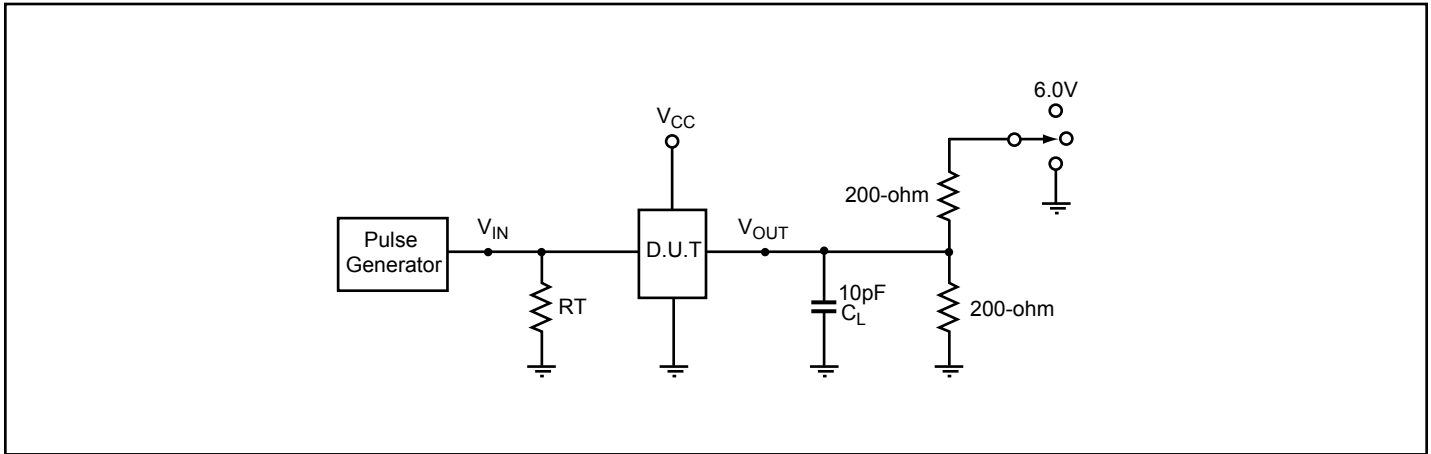 6.0V
V_CC
200-ohm
Pulse
Generator
V_IN
D.U.T
V_OUT
RT
10pF
C_L
200-ohm